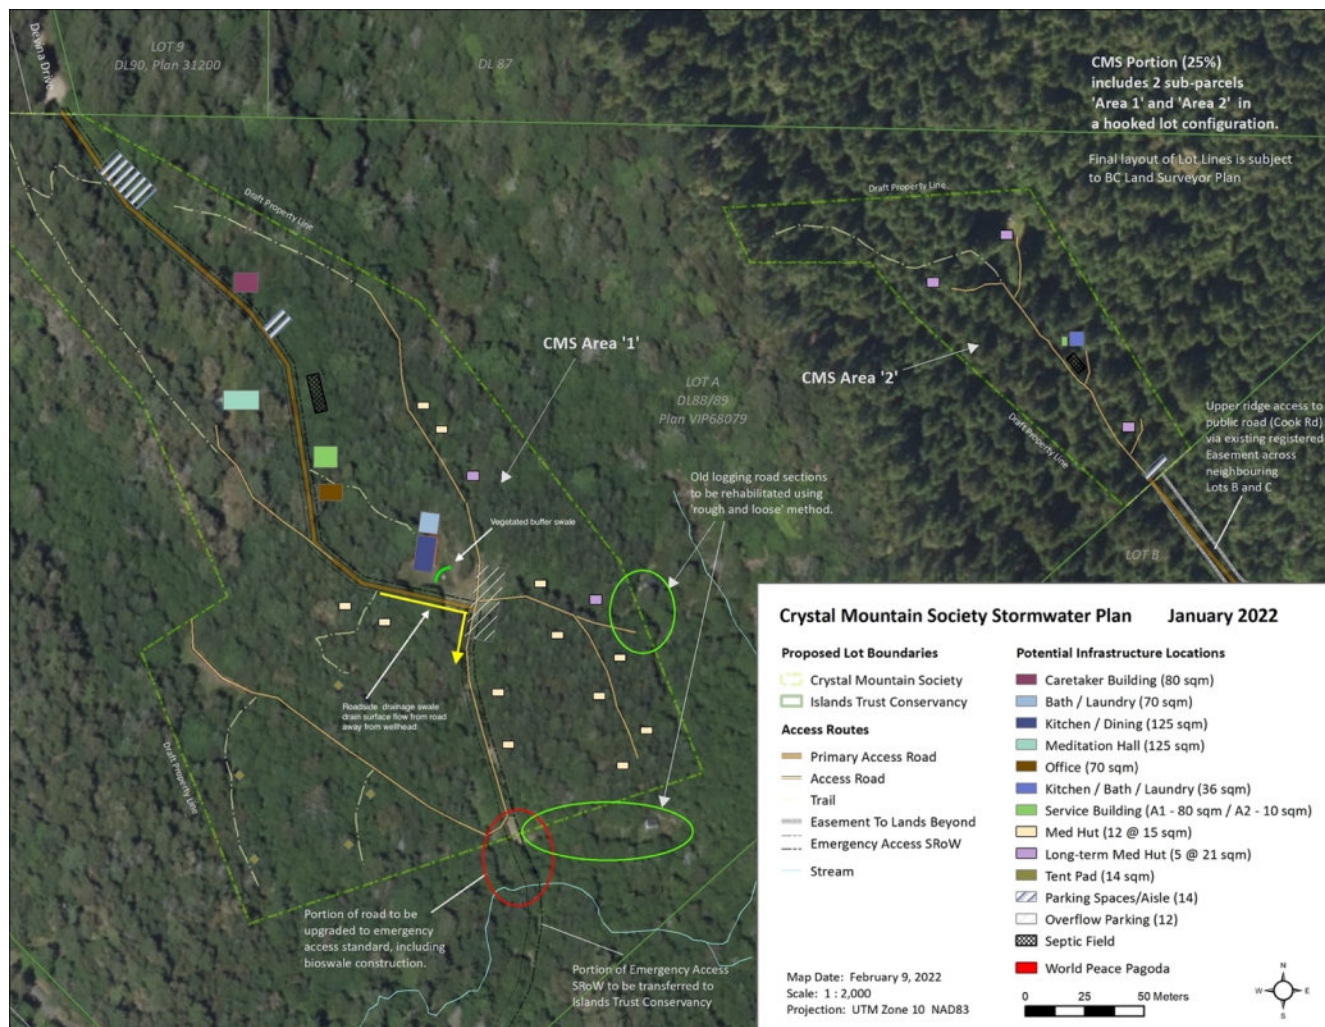 Devina Drive
LOT 9
DL90, Plan 31200
DL 87
CMS Portion (25%)
includes 2 sub-parcels
'Area 1' and 'Area 2' in
a hooked lot configuration.
Final layout of Lot Lines is subject
to BC Land Surveyor Plan
Draft Property Line
Draft Property Line
CMS Area '1'
LOT A
DL88/89
Plan VIP68079
CMS Area '2'
Draft Property Line
Upper ridge access to
public road (Cook Rd)
via existing registered
Easement across
neighbouring
Lots B and C
Old logging road sections
to be rehabilitated using
'rough and loose' method.
Vegetated buffer swale
LOT B
Roadside drainage swale
drain surface flow from road
away from wellhead
Draft Property Line
Portion of road to be
upgraded to emergency
access standard, including
bioswale construction.
Portion of Emergency Access
SRoW to be transferred to
Islands Trust Conservancy
Crystal Mountain Society Stormwater Plan January 2022
Proposed Lot Boundaries
Crystal Mountain Society
Islands Trust Conservancy
Access Routes
Primary Access Road
Access Road
Trail
Easement To Lands Beyond
Emergency Access SRoW
Stream
Potential Infrastructure Locations
Caretaker Building (80 sqm)
Bath / Laundry (70 sqm)
Kitchen / Dining (125 sqm)
Meditation Hall (125 sqm)
Office (70 sqm)
Kitchen / Bath / Laundry (36 sqm)
Service Building (A1 - 80 sqm / A2 - 10 sqm)
Med Hut (12 @ 15 sqm)
Long-term Med Hut (5 @ 21 sqm)
Tent Pad (14 sqm)
Parking Spaces/Aisle (14)
Overflow Parking (12)
Septic Field
World Peace Pagoda
Map Date: February 9, 2022
Scale: 1 : 2,000
Projection: UTM Zone 10 NAD83
0 25 50 Meters
N
W E
S